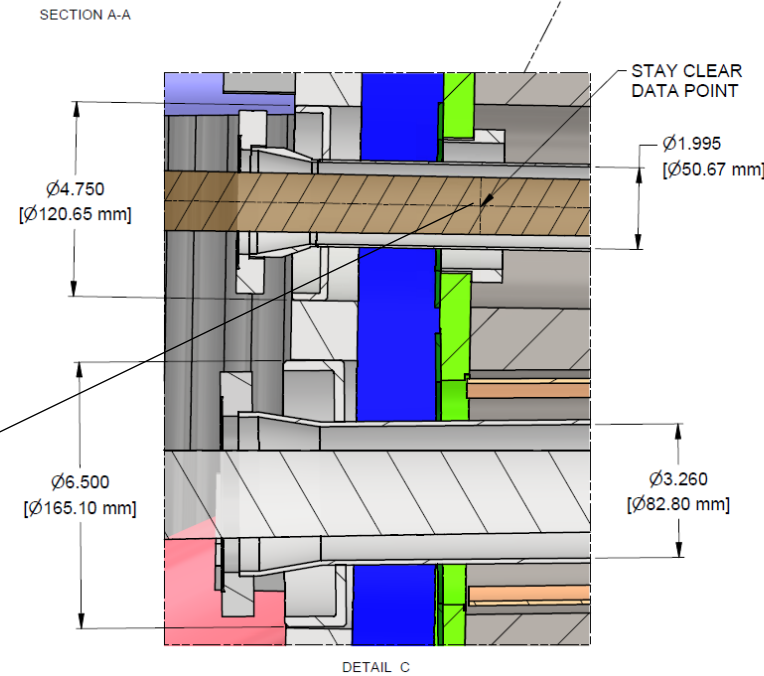 SECTION A-A
STAY CLEAR
DATA POINT
Ø1.995
[Ø50.67 mm]
Ø4.750
[Ø120.65 mm]
Ø6.500
[Ø165.10 mm]
Ø3.260
[Ø82.80 mm]
DETAIL C